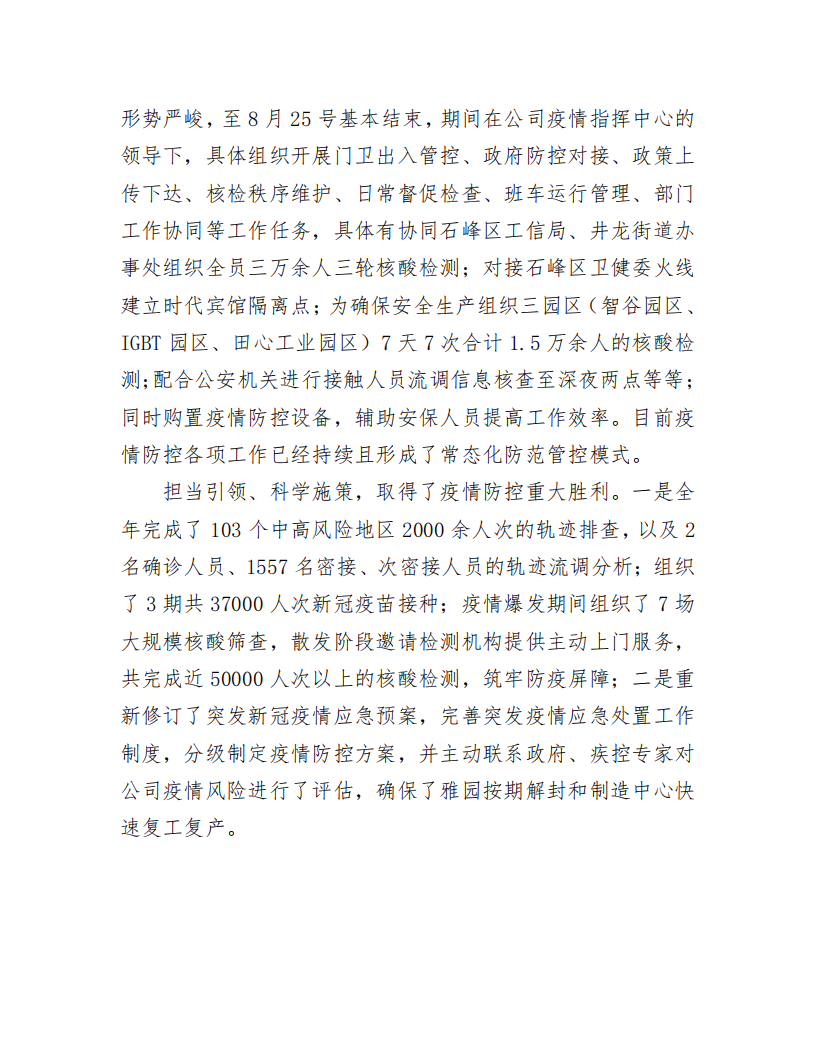 形势严峻，至 8 月 25 号基本结束，期间在公司疫情指挥中心的
领导下，具体组织开展门卫出入管控、政府防控对接、政策上
传下达、核检秩序维护、日常督促检查、班车运行管理、部门
工作协同等工作任务，具体有协同石峰区工信局、井龙街道办
事处组织全员三万余人三轮核酸检测；对接石峰区卫健委火线
建立时代宾馆隔离点；为确保安全生产组织三园区（智谷园区、
IGBT 园区、田心工业园区）7 天 7 次合计 1.5 万余人的核酸检
测；配合公安机关进行接触人员流调信息核查至深夜两点等等；
同时购置疫情防控设备，辅助安保人员提高工作效率。目前疫
情防控各项工作已经持续且形成了常态化防范管控模式。
担当引领、科学施策，取得了疫情防控重大胜利。一是全
年完成了 103 个中高风险地区 2000 余人次的轨迹排查，以及 2
名确诊人员、1557 名密接、次密接人员的轨迹流调分析；组织
了 3 期共 37000 人次新冠疫苗接种；疫情爆发期间组织了 7 场
大规模核酸筛查，散发阶段邀请检测机构提供主动上门服务，
共完成近 50000 人次以上的核酸检测，筑牢防疫屏障；二是重
新修订了突发新冠疫情应急预案，完善突发疫情应急处置工作
制度，分级制定疫情防控方案，并主动联系政府、疾控专家对
公司疫情风险进行了评估，确保了雅园按期解封和制造中心快
速复工复产。